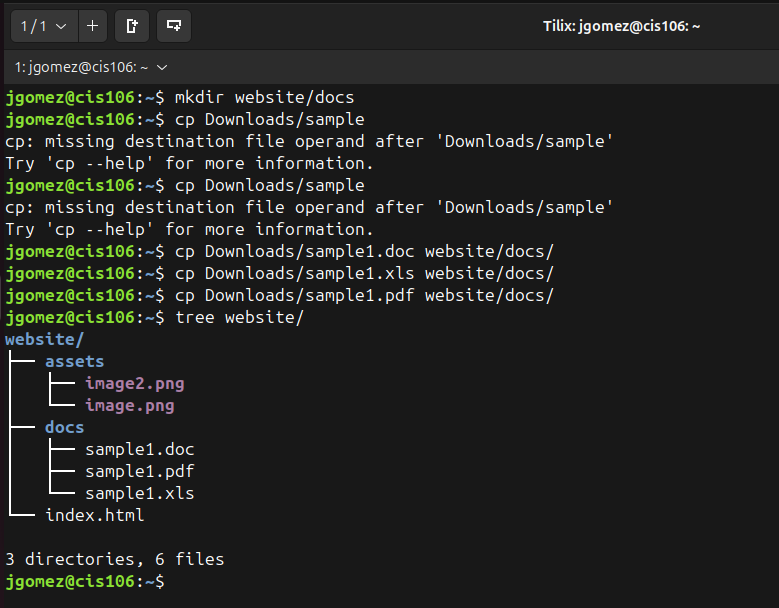 1 / 1
Tilix: jgomez@cis106: ~
1: jgomez@cis106: ~
jgomez@cis106:~$ mkdir website/docs
jgomez@cis106:~$ cp Downloads/sample
cp: missing destination file operand after 'Downloads/sample'
Try 'cp --help' for more information.
jgomez@cis106:~$ cp Downloads/sample
cp: missing destination file operand after 'Downloads/sample'
Try 'cp --help' for more information.
jgomez@cis106:~$ cp Downloads/sample1.doc website/docs/
jgomez@cis106:~$ cp Downloads/sample1.xls website/docs/
jgomez@cis106:~$ cp Downloads/sample1.pdf website/docs/
jgomez@cis106:~$ tree website/
website/
├── assets
│   ├── image2.png
│   └── image.png
├── docs
│   ├── sample1.doc
│   ├── sample1.pdf
│   └── sample1.xls
└── index.html
3 directories, 6 files
jgomez@cis106:~$